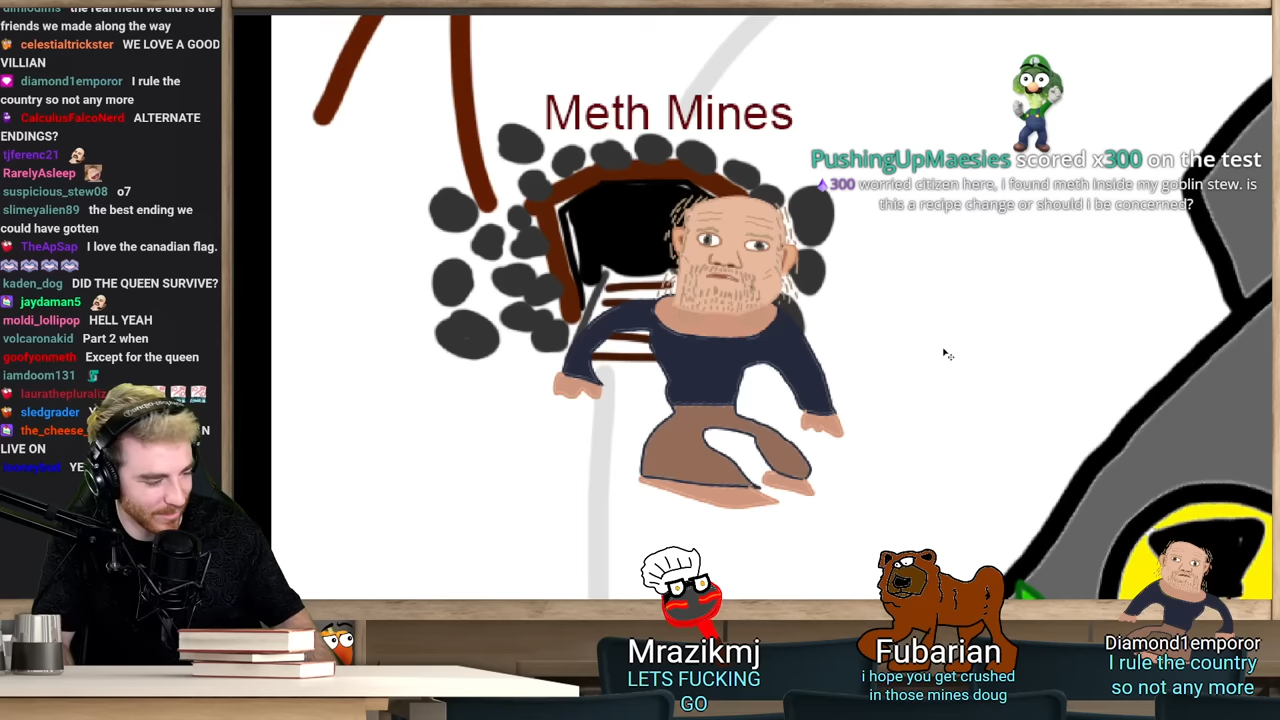 dimiodims the real meth we did is the
friends we made along the way
celestialtrickster WE LOVE A GOOD
VILLIAN
diamond1emporor I rule the
country so not any more
CalculusFalcoNerd ALTERNATE
ENDINGS?
tjferenc21
RarelyAsleep
suspicious_stew08 o7
slimeyalien89 the best ending we
could have gotten
TheApSap I love the canadian flag.
kaden_dog DID THE QUEEN SURVIVE?
jaydaman5
moldi_lollipop HELL YEAH
volcaronakid Part 2 when
goofyonmeth Except for the queen
iamdoom131
laurathepluraliz
sledgrader
the_cheese_
LIVE ON
Meth Mines
PushingUpMaesies scored x300 on the test
300 worried citizen here, i found meth inside my goblin stew. is
this a recipe change or should i be concerned?
Mrazikmj
LETS FUCKING
GO
Fubarian
i hope you get crushed
in those mines doug
Diamond1emporor
I rule the country
so not any more